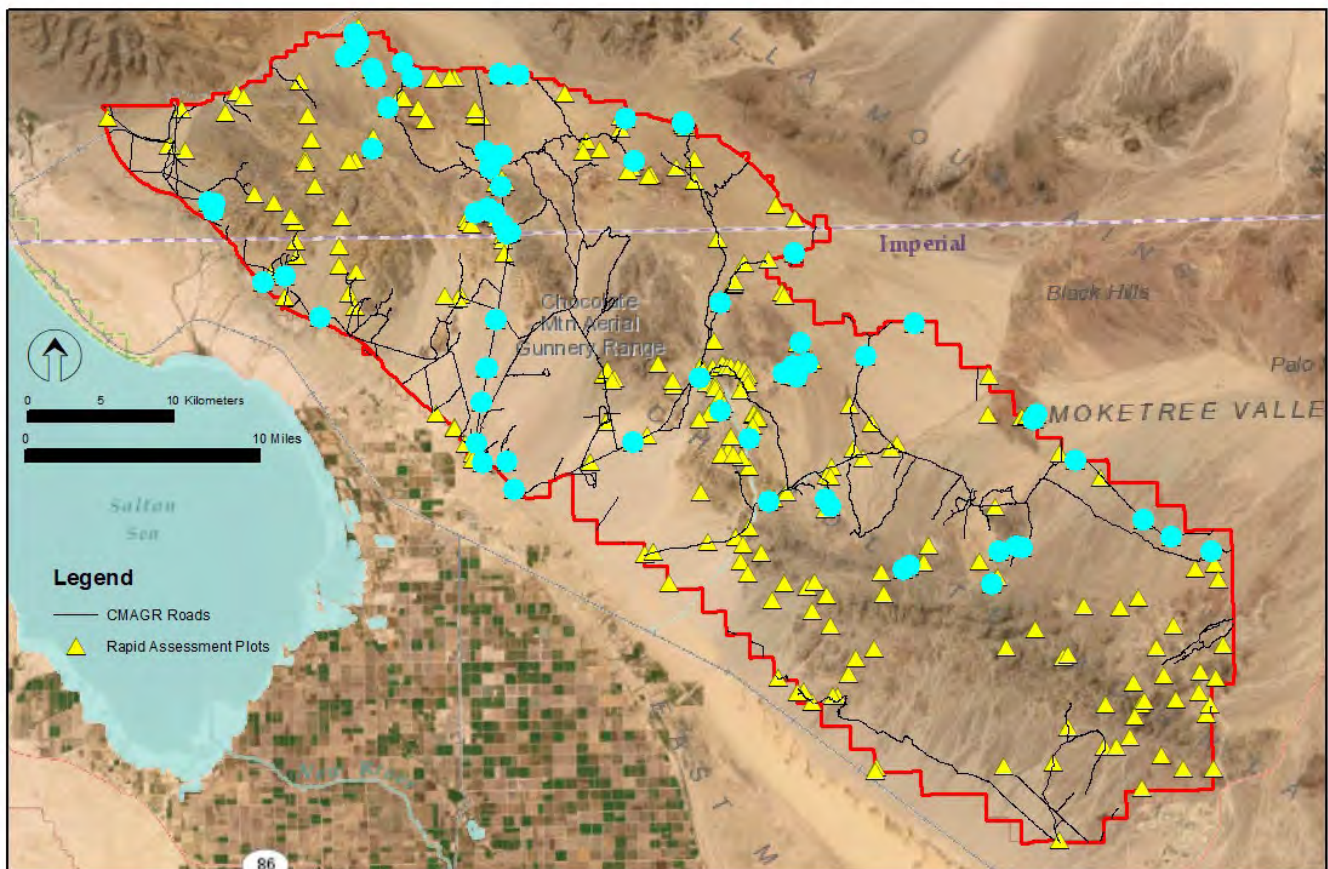 Imperial
Black Hills
Chocolate
Mtn Aerial
Gunnery Range
Palo
MOKETREE VALLE
0 5 10 Kilometers
0 10 Miles
Salton
Sea
Legend
CMAGR Roads
Rapid Assessment Plots
EAST M
86